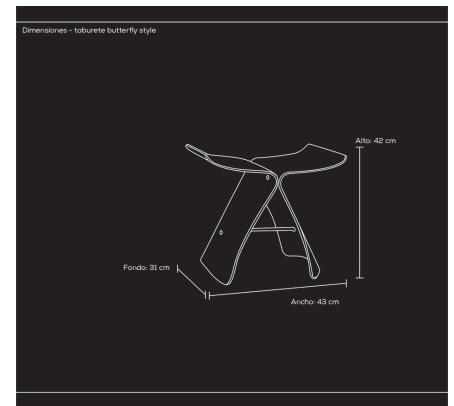 Dimensiones - taburete butterfly style
Alto: 42 cm
Fondo: 31 cm
Ancho: 43 cm